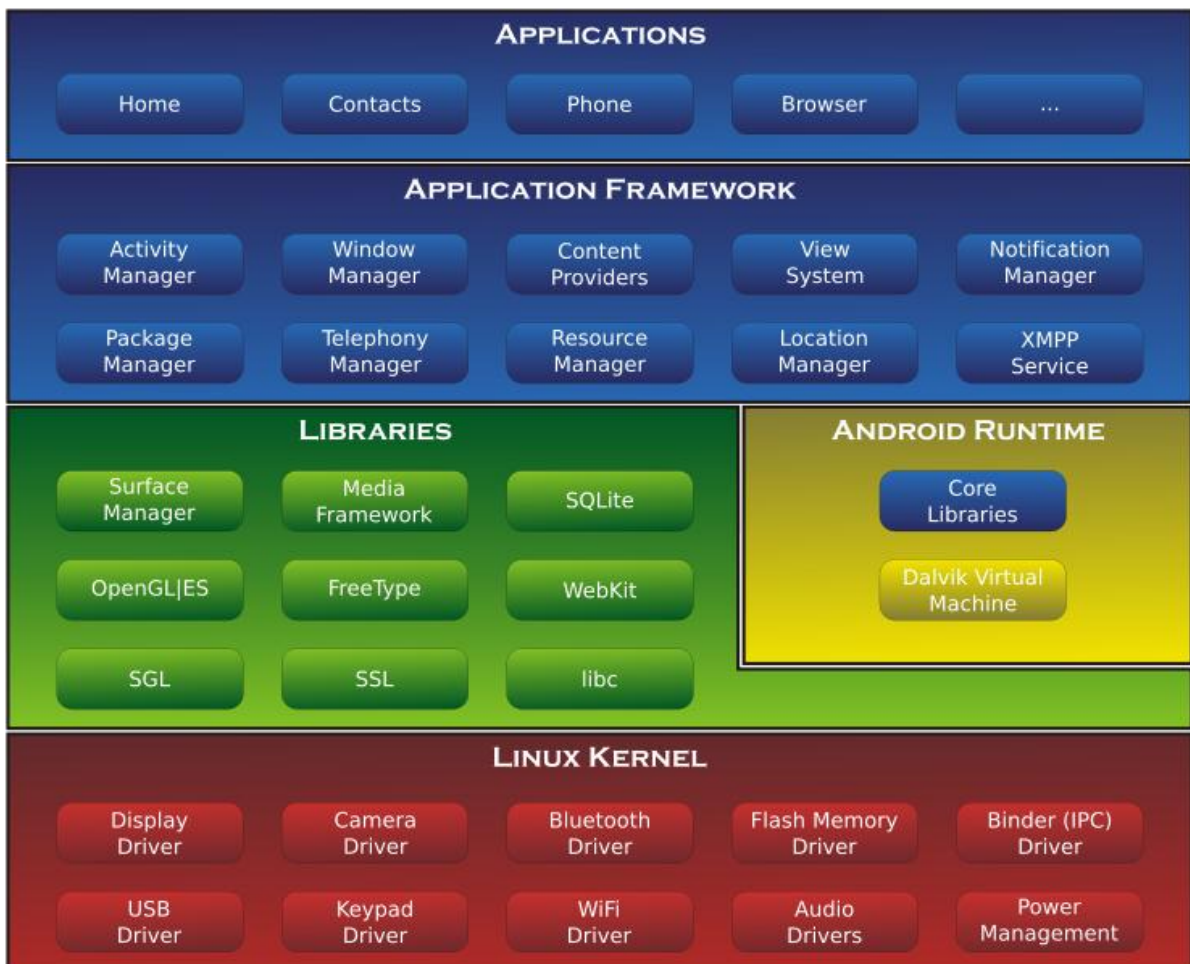 APPLICATIONS
Home
Contacts
Phone
Browser
...
APPLICATION FRAMEWORK
Activity
Manager
Window
Manager
Content
Providers
View
System
Notification
Manager
Package
Manager
Telephony
Manager
Resource
Manager
Location
Manager
XMPP
Service
LIBRARIES
Surface
Manager
Media
Framework
SQLite
OpenGL|ES
FreeType
WebKit
SGL
SSL
libc
ANDROID RUNTIME
Core
Libraries
Dalvik Virtual
Machine
LINUX KERNEL
Display
Driver
Camera
Driver
Bluetooth
Driver
Flash Memory
Driver
Binder (IPC)
Driver
USB
Driver
Keypad
Driver
WiFi
Driver
Audio
Drivers
Power
Management